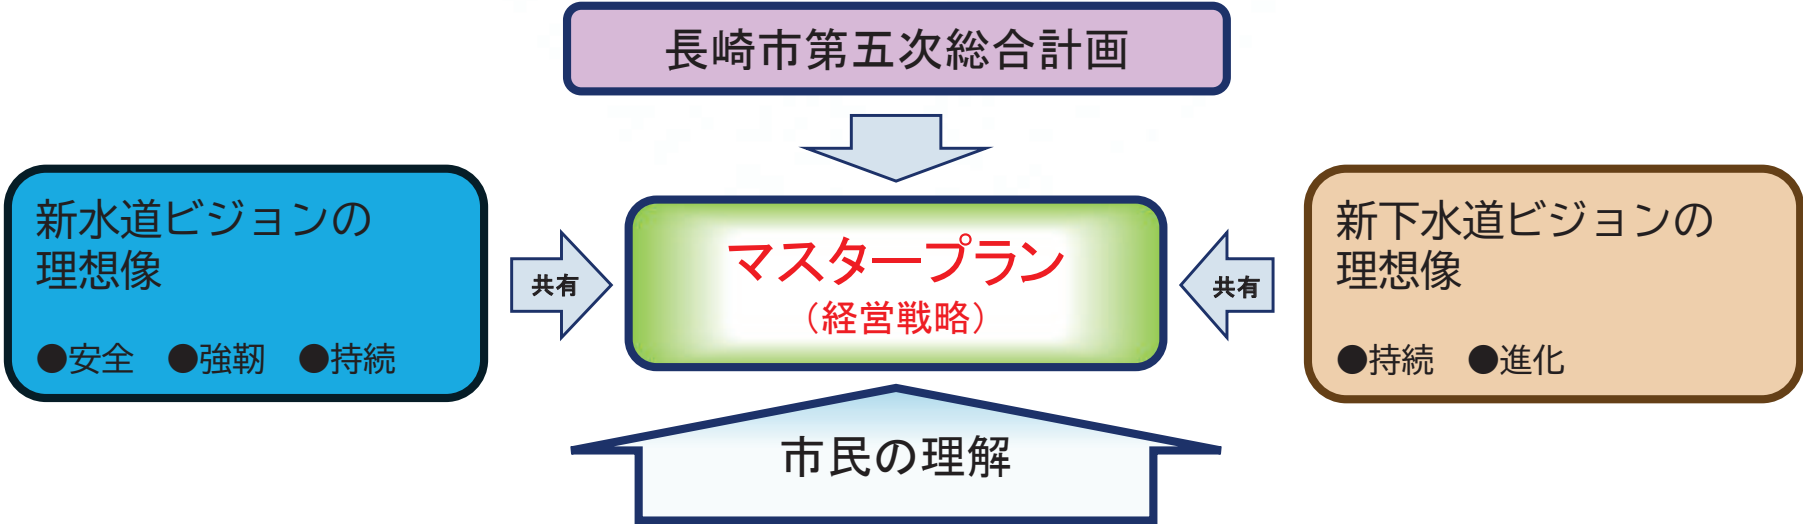 長崎市第五次総合計画
新水道ビジョンの
理想像
●安全 ●強靭 ●持続
共有
マスタープラン
（経営戦略）
共有
新下水道ビジョンの
理想像
●持続 ●進化
市民の理解